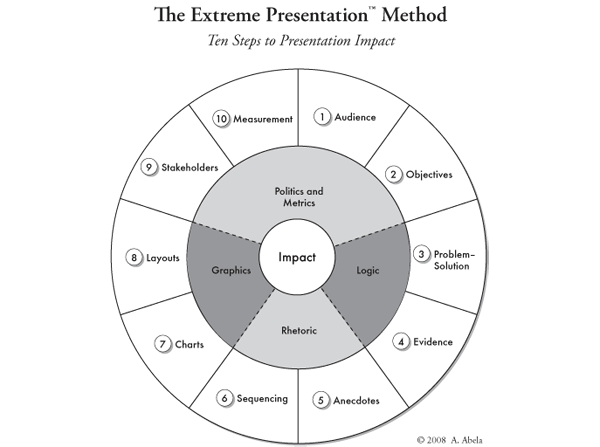 The Extreme Presentation™ Method
Ten Steps to Presentation Impact
1 Audience
2 Objectives
3 Problem–
Solution
4 Evidence
5 Anecdotes
6 Sequencing
7 Charts
8 Layouts
9 Stakeholders
10 Measurement
Politics and
Metrics
Logic
Rhetoric
Graphics
Impact
© 2008 A. Abela